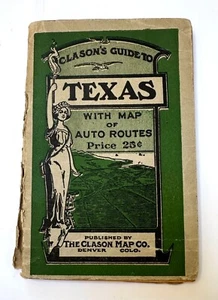 CLASON'S GUIDE TO
TEXAS
WITH MAP
OF
AUTO ROUTES
Price 25¢
PUBLISHED BY
THE CLASON MAP CO.
DENVER COLO.